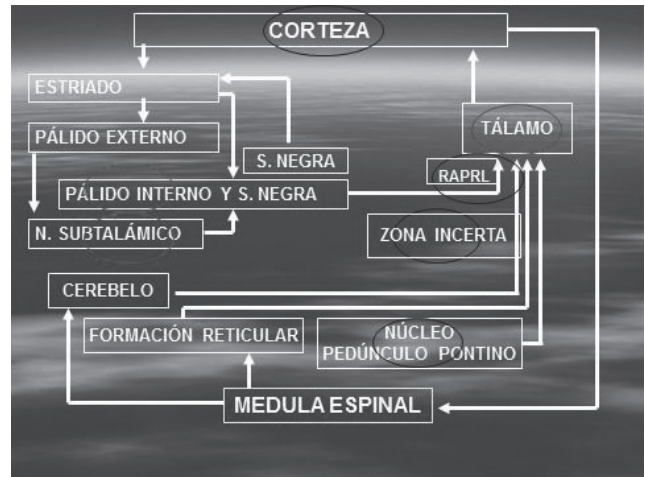 CORTEZA
ESTRIADO
PÁLIDO EXTERNO
TÁLAMO
S. NEGRA
RAPRL
PÁLIDO INTERNO Y S. NEGRA
N. SUBTALÁMICO
ZONA INCERTA
CEREBELO
FORMACIÓN RETICULAR
NÚCLEO
PEDÚNCULO PONTINO
MEDULA ESPINAL